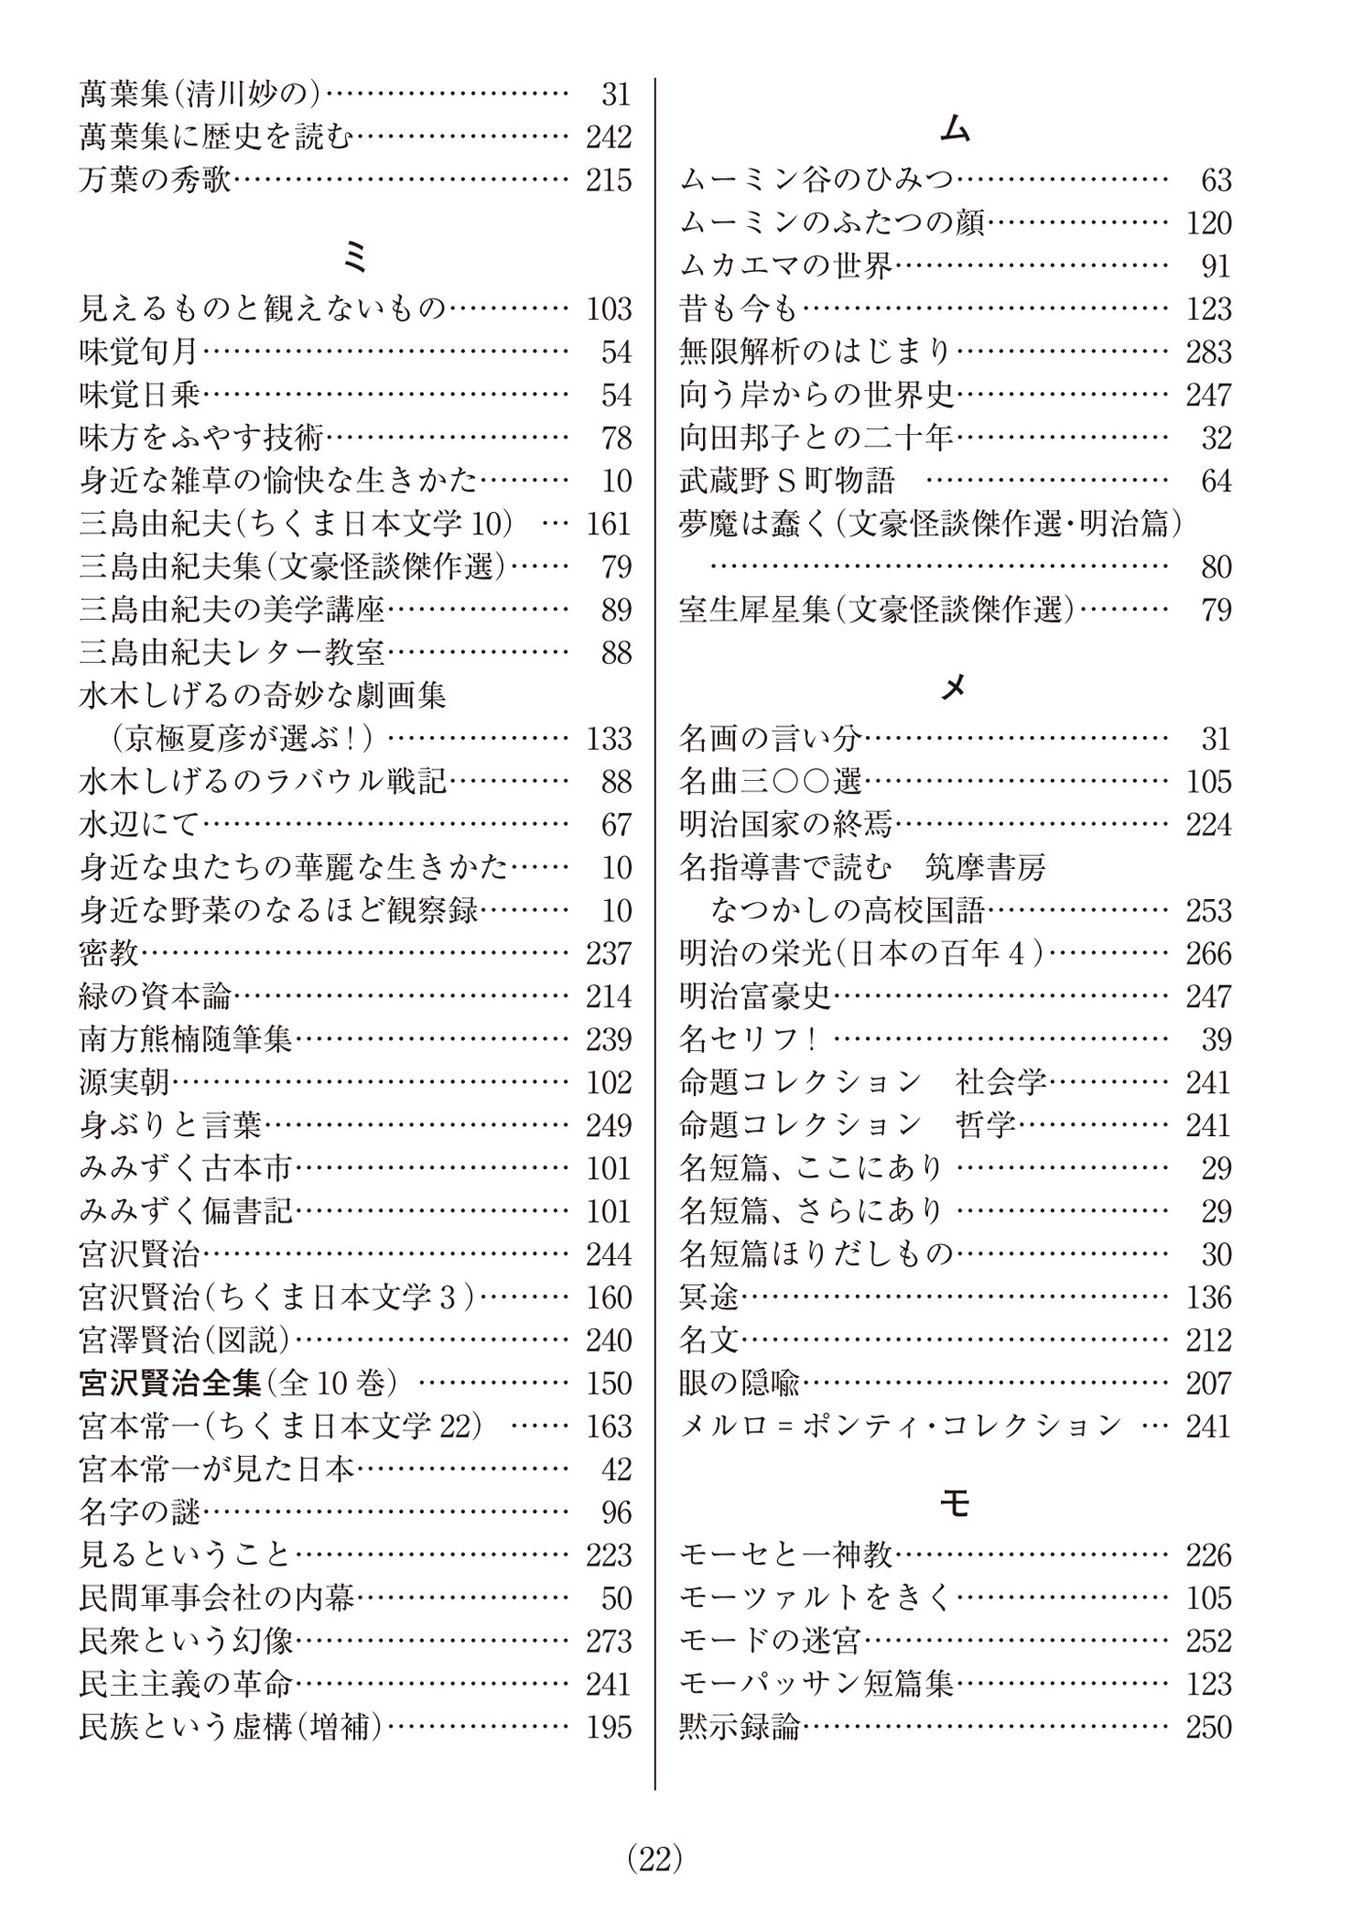 萬葉集(清川妙の)…………………… 31
萬葉集に歴史を読む………………… 242
万葉の秀歌…………………………… 215
ミ
見えるものと観えないもの………… 103
味覚旬月……………………………… 54
味覚日乗……………………………… 54
味方をふやす技術…………………… 78
身近な雑草の愉快な生きかた……… 10
三島由紀夫(ちくま日本文学10) … 161
三島由紀夫集(文豪怪談傑作選)…… 79
三島由紀夫の美学講座……………… 89
三島由紀夫レター教室……………… 88
水木しげるの奇妙な劇画集
(京極夏彦が選ぶ!)……………… 133
水木しげるのラバウル戦記………… 88
水辺にて……………………………… 67
身近な虫たちの華麗な生きかた…… 10
身近な野菜のなるほど観察録……… 10
密教…………………………………… 237
緑の資本論…………………………… 214
南方熊楠随筆集……………………… 239
源実朝………………………………… 102
身ぶりと言葉………………………… 249
みみずく古本市……………………… 101
みみずく偏書記……………………… 101
宮沢賢治……………………………… 244
宮沢賢治(ちくま日本文学3)……… 160
宮澤賢治(図説)……………………… 240
宮沢賢治全集(全10巻) …………… 150
宮本常一(ちくま日本文学22) …… 163
宮本常一が見た日本………………… 42
名字の謎……………………………… 96
見るということ……………………… 223
民間軍事会社の内幕………………… 50
民衆という幻像……………………… 273
民主主義の革命……………………… 241
民族という虚構(増補)……………… 195
ム
ムーミン谷のひみつ………………… 63
ムーミンのふたつの顔……………… 120
ムカエマの世界……………………… 91
昔も今も……………………………… 123
無限解析のはじまり………………… 283
向う岸からの世界史………………… 247
向田邦子との二十年………………… 32
武蔵野S町物語 …………………… 64
夢魔は蠢く(文豪怪談傑作選・明治篇)
……………………………………… 80
室生犀星集(文豪怪談傑作選)……… 79
メ
名画の言い分………………………… 31
名曲三〇〇選………………………… 105
明治国家の終焉……………………… 224
名指導書で読む 筑摩書房
なつかしの高校国語……………… 253
明治の栄光(日本の百年4)………… 266
明治富豪史…………………………… 247
名セリフ! …………………………… 39
命題コレクション 社会学………… 241
命題コレクション 哲学…………… 241
名短篇、ここにあり ………………… 29
名短篇、さらにあり ………………… 29
名短篇ほりだしもの………………… 30
冥途…………………………………… 136
名文…………………………………… 212
眼の隠喩……………………………… 207
メルロ=ポンティ・コレクション … 241
モ
モーセと一神教……………………… 226
モーツァルトをきく………………… 105
モードの迷宮………………………… 252
モーパッサン短篇集………………… 123
黙示録論……………………………… 250
(22)